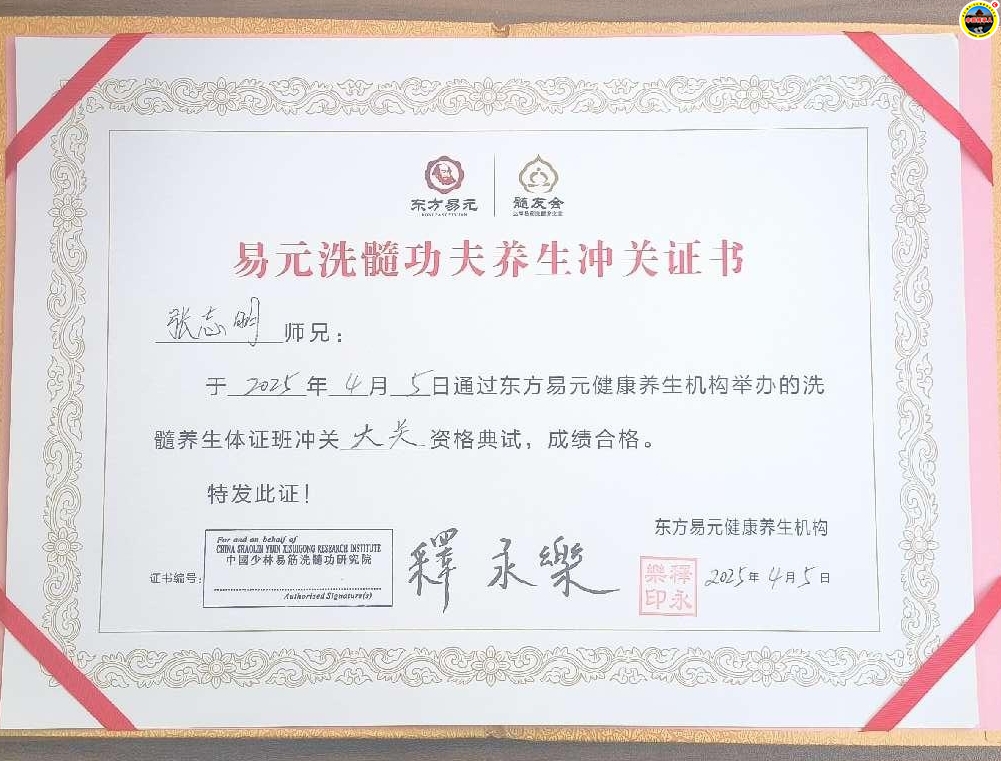 东方易元
髓友会
易元洗髓功夫养生冲关证书
张志明 师兄：
于 2025 年 4 月 5 日通过东方易元健康养生机构举办的洗
髓养生体证班冲关 大关 资格典试，成绩合格。
特发此证！
东方易元健康养生机构
For and on behalf of
CHINA SHAOLIN YIJIN XISUIGONG RESEARCH INSTITUTE
中國少林易筋洗髓功研究院
证书编号：
Authorized Signature(s)
釋永樂
樂釋
印永
2025年 4月5日